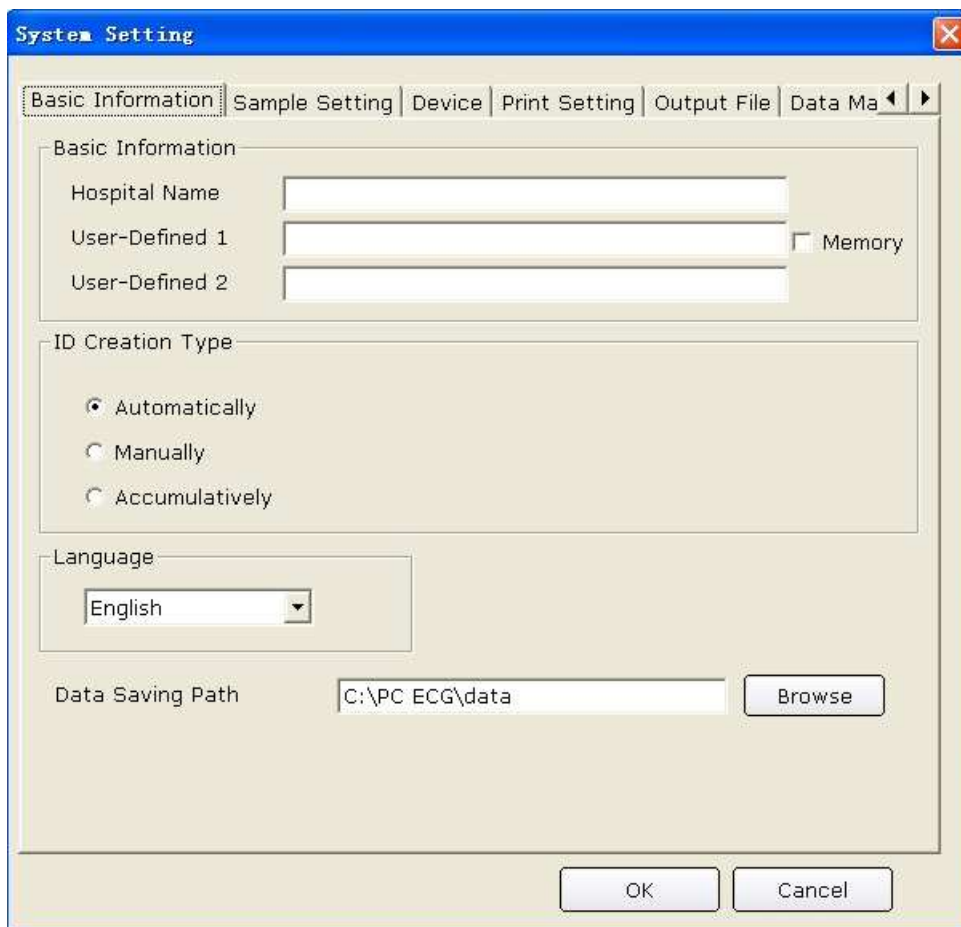 System Setting
Basic Information Sample Setting Device Print Setting Output File Data Ma
Basic Information
Hospital Name
User-Defined 1
Memory
User-Defined 2
ID Creation Type
Automatically
Manually
Accumulatively
Language
English
Data Saving Path C:\PC ECG\data Browse
OK Cancel